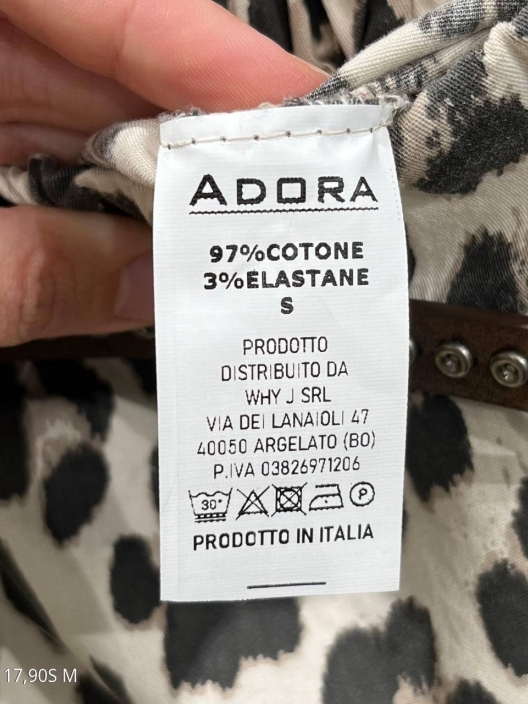 ADORA
97%COTONE
3%ELASTANE
S
PRODOTTO
DISTRIBUITO DA
WHY J SRL
VIA DEI LANAIOLI 47
40050 ARGELATO (BO)
P.IVA 03826971206
30° P
PRODOTTO IN ITALIA
17,90S M